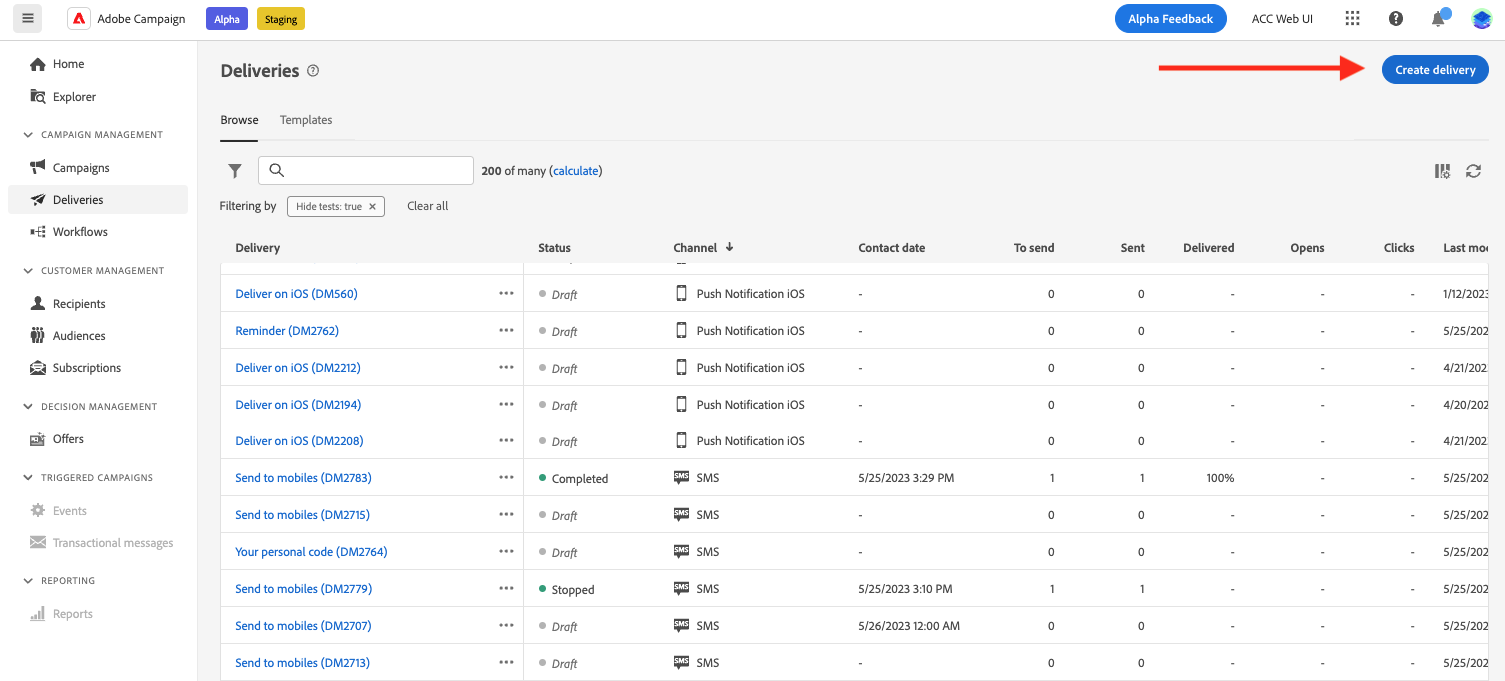 Adobe Campaign Alpha Staging Alpha Feedback ACC Web UI
Home
Explorer
CAMPAIGN MANAGEMENT
Campaigns
Deliveries
Workflows
CUSTOMER MANAGEMENT
Recipients
Audiences
Subscriptions
DECISION MANAGEMENT
Offers
TRIGGERED CAMPAIGNS
Events
Transactional messages
REPORTING
Reports
Deliveries ? Create delivery
Browse Templates
200 of many (calculate)
Filtering by Hide tests: true × Clear all
Delivery Status Channel ↓ Contact date To send Sent Delivered Opens Clicks Last mo
Deliver on iOS (DM560) ••• Draft Push Notification iOS - 0 0 - - - 1/12/2023
Reminder (DM2762) ••• Draft Push Notification iOS - 0 0 - - - 5/25/202
Deliver on iOS (DM2212) ••• Draft Push Notification iOS - 0 0 - - - 4/21/202
Deliver on iOS (DM2194) ••• Draft Push Notification iOS - 0 0 - - - 4/20/202
Deliver on iOS (DM2208) ••• Draft Push Notification iOS - 0 0 - - - 4/21/202
Send to mobiles (DM2783) ••• Completed SMS SMS 5/25/2023 3:29 PM 1 1 100% - - 5/25/202
Send to mobiles (DM2715) ••• Draft SMS SMS - 0 0 - - - 5/25/202
Your personal code (DM2764) ••• Draft SMS SMS - 0 0 - - - 5/25/202
Send to mobiles (DM2779) ••• Stopped SMS SMS 5/25/2023 3:10 PM 1 1 - - - 5/25/202
Send to mobiles (DM2707) ••• Draft SMS SMS 5/26/2023 12:00 AM 0 0 - - - 5/25/202
Send to mobiles (DM2713) ••• Draft SMS SMS - 0 0 - - - 5/25/202